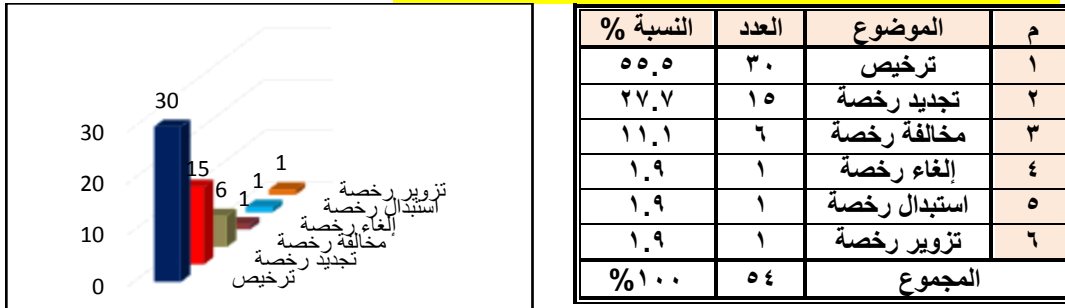 م الموضوع العدد النسبة %
١ ترخيص ٣٠ ٥٥.٥
٢ تجديد رخصة ١٥ ٢٧.٧
٣ مخالفة رخصة ٦ ١١.١
٤ إلغاء رخصة ١ ١.٩
٥ استبدال رخصة ١ ١.٩
٦ تزوير رخصة ١ ١.٩
المجموع ٥٤ ١٠٠%
30
20
10
0
30
15
6
1
1
1
تزوير رخصة
استبدال رخصة
إلغاء رخصة
مخالفة رخصة
تجديد رخصة
ترخيص